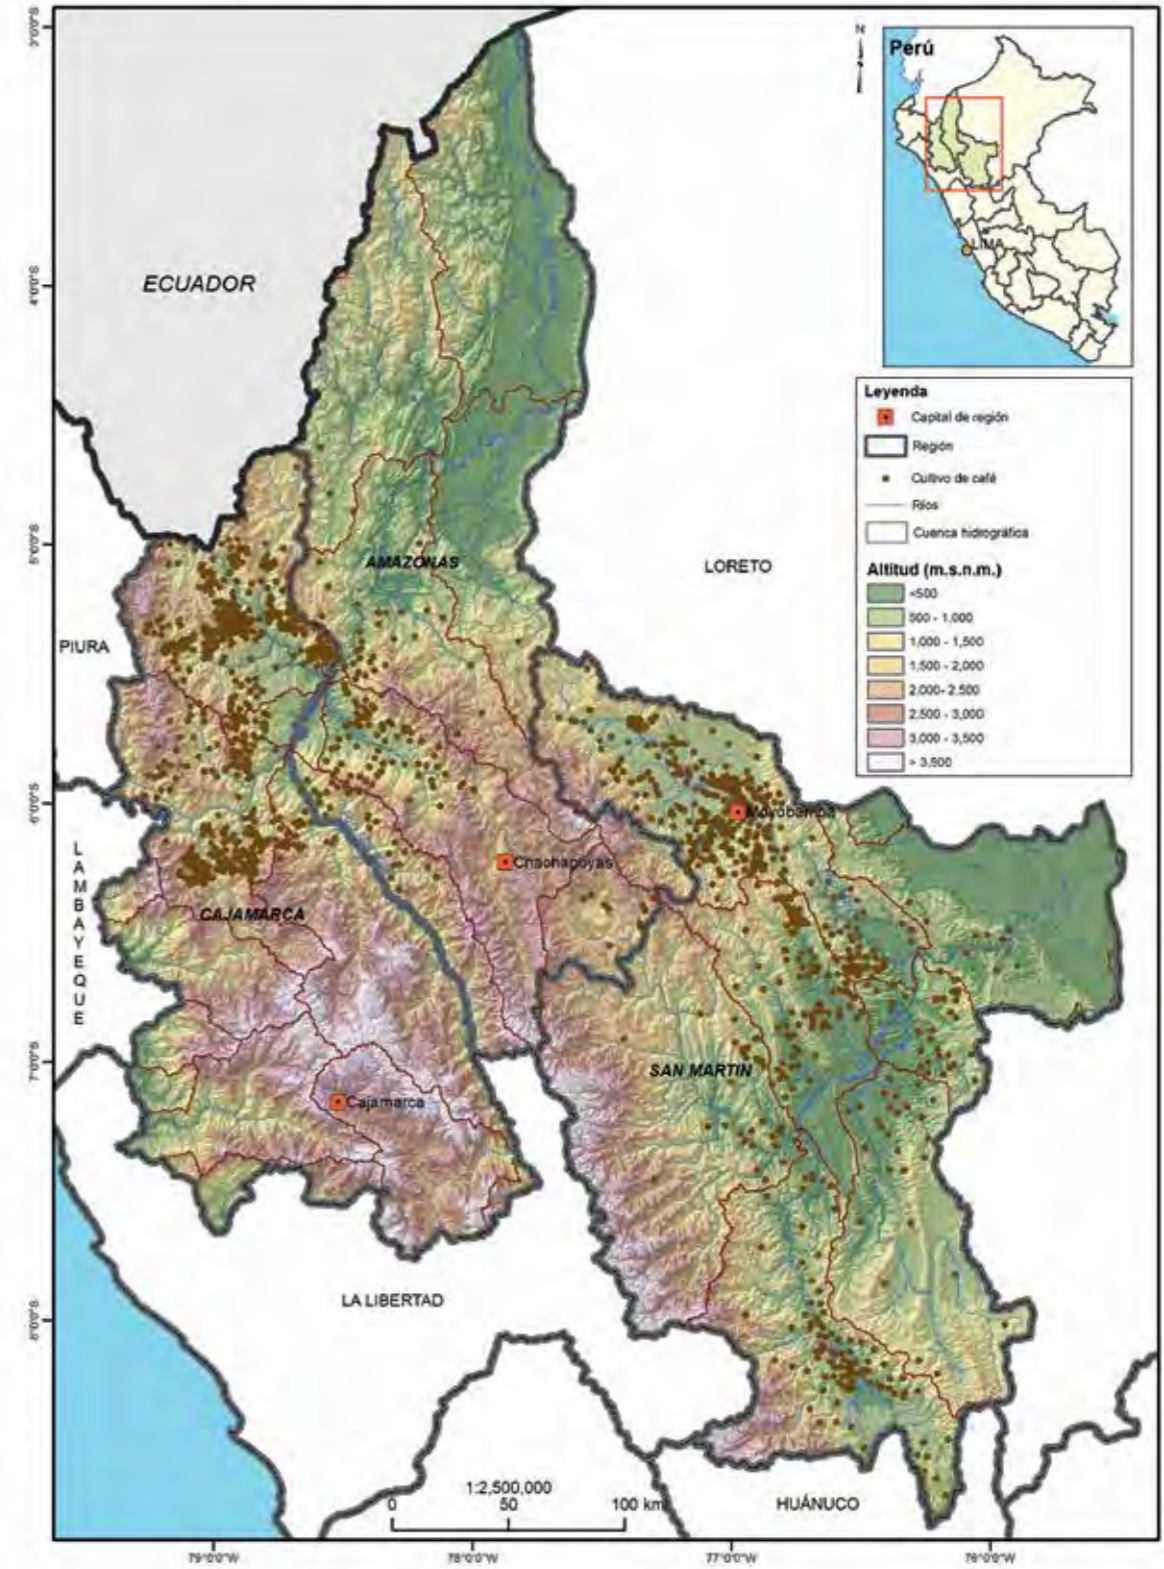 3°0'0"S
4°0'0"S
5°0'0"S
6°0'0"S
7°0'0"S
8°0'0"S
N
Perú
LIMA
ECUADOR
Leyenda
Capital de región
Región
Cultivo de café
Ríos
Cuenca hidrográfica
Altitud (m.s.n.m.)
<500
500 - 1,000
1,000 - 1,500
1,500 - 2,000
2,000- 2,500
2,500 - 3,000
3,000 - 3,500
> 3,500
AMAZONAS
LORETO
PIURA
Moyobamba
Chachapoyas
LAMBAYEQUE
CAJAMARCA
SAN MARTIN
Cajamarca
LA LIBERTAD
1:2,500,000
0 50 100 km
HUÁNUCO
79°0'0"W 78°0'0"W 77°0'0"W 76°0'0"W